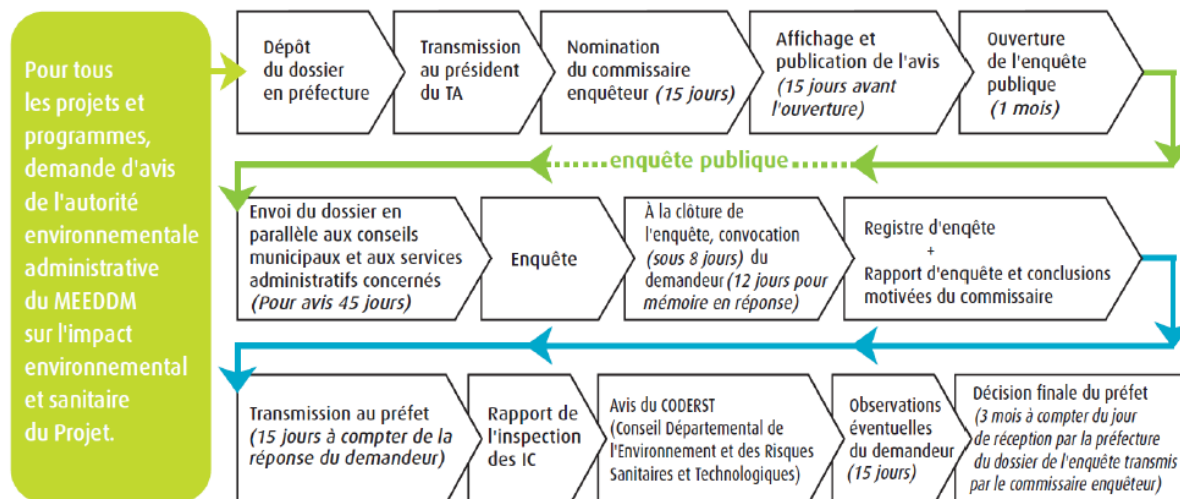 Pour tous
les projets et
programmes,
demande d'avis
de l'autorité
environnementale
administrative
du MEEDDM
sur l'impact
environnemental
et sanitaire
du Projet.
Dépôt
du dossier
en préfecture
Transmission
au président
du TA
Nomination
du commissaire
enquêteur (15 jours)
Affichage et
publication de l'avis
(15 jours avant
l'ouverture)
Ouverture
de l'enquête
publique
(1 mois)
enquête publique
Envoi du dossier en
parallèle aux conseils
municipaux et aux services
administratifs concernés
(Pour avis 45 jours)
Enquête
À la clôture de
l'enquête, convocation
(sous 8 jours) du
demandeur (12 jours pour
mémoire en réponse)
Registre d'enqête
+
Rapport d'enquête et conclusions
motivées du commissaire
Transmission au préfet
(15 jours à compter de la
réponse du demandeur)
Rapport de
l'inspection
des IC
Avis du CODERST
(Conseil Départemental de
l'Environnement et des Risques
Sanitaires et Technologiques)
Observations
éventuelles
du demandeur
(15 jours)
Décision finale du préfet
(3 mois à compter du jour
de réception par la préfecture
du dossier de l'enquête transmis
par le commissaire enquêteur)